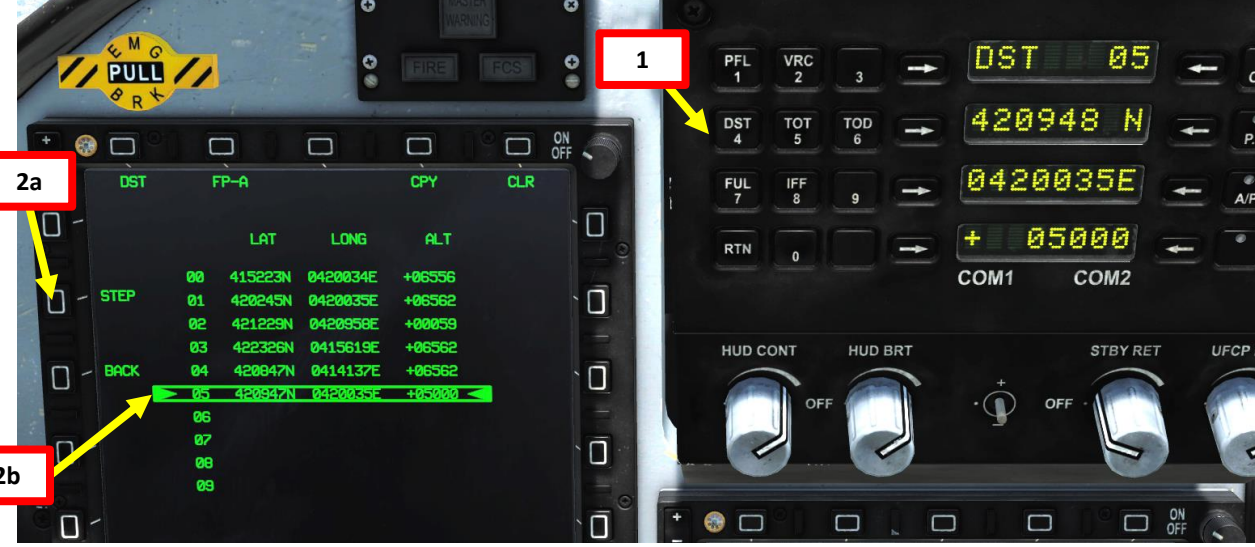 MASTER
WARNING
FIRE
FCS
EMG
PULL
BRK
1
2a
2b
ON
OFF
DST FP-A CPY CLR
LAT LONG ALT
00 415223N 0420034E +06556
STEP
01 420245N 0420035E +06562
02 421229N 0420958E +00059
03 422326N 0415619E +06562
BACK
04 420847N 0414137E +06562
05 420947N 0420035E +05000
06
07
08
09
PFL
1
VRC
2
3
DST 05
DST
4
TOT
5
TOD
6
420948 N
FUL
7
IFF
8
9
0420035E
A/P
RTN
0
+ 05000
COM1 COM2
HUD CONT
HUD BRT
STBY RET
UFCP
OFF
OFF
+
-
ON
OFF